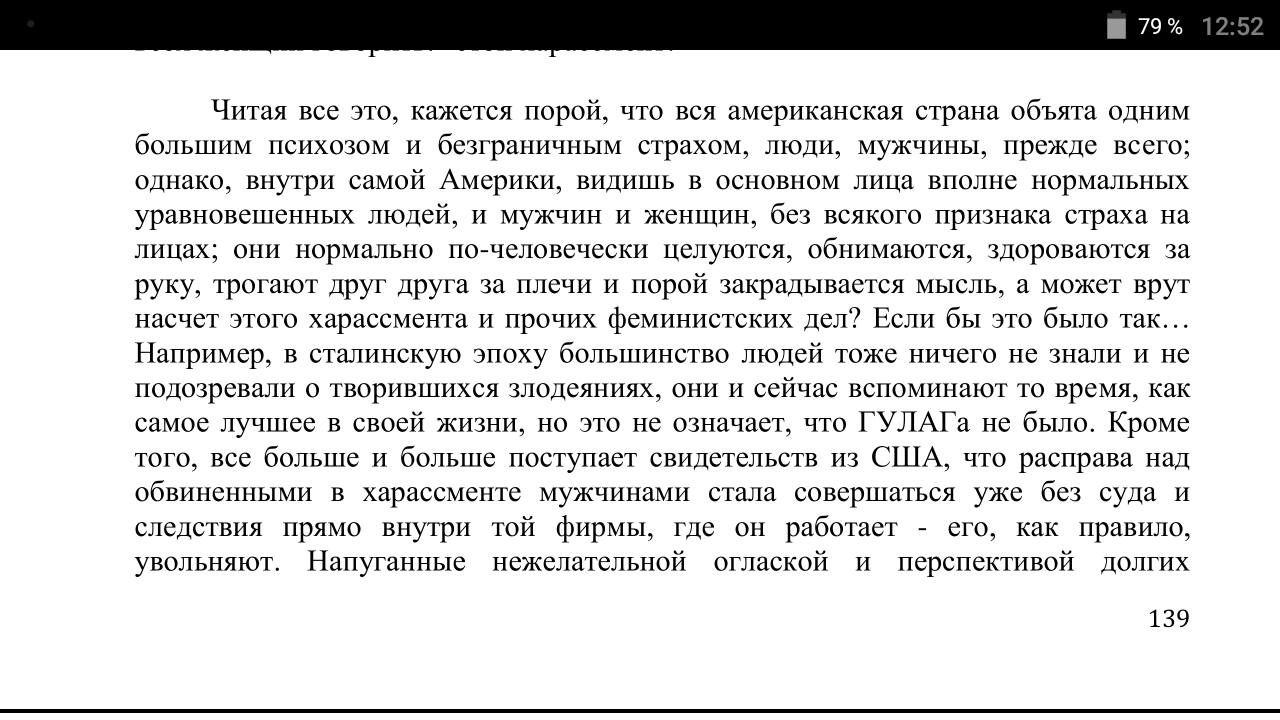 79 % 12:52
Читая все это, кажется порой, что вся американская страна объята одним
большим психозом и безграничным страхом, люди, мужчины, прежде всего;
однако, внутри самой Америки, видишь в основном лица вполне нормальных
уравновешенных людей, и мужчин и женщин, без всякого признака страха на
лицах; они нормально по-человечески целуются, обнимаются, здороваются за
руку, трогают друг друга за плечи и порой закрадывается мысль, а может врут
насчет этого харассмента и прочих феминистских дел? Если бы это было так…
Например, в сталинскую эпоху большинство людей тоже ничего не знали и не
подозревали о творившихся злодеяниях, они и сейчас вспоминают то время, как
самое лучшее в своей жизни, но это не означает, что ГУЛАГа не было. Кроме
того, все больше и больше поступает свидетельств из США, что расправа над
обвиненными в харассменте мужчинами стала совершаться уже без суда и
следствия прямо внутри той фирмы, где он работает - его, как правило,
увольняют. Напуганные нежелательной оглаской и перспективой долгих
139